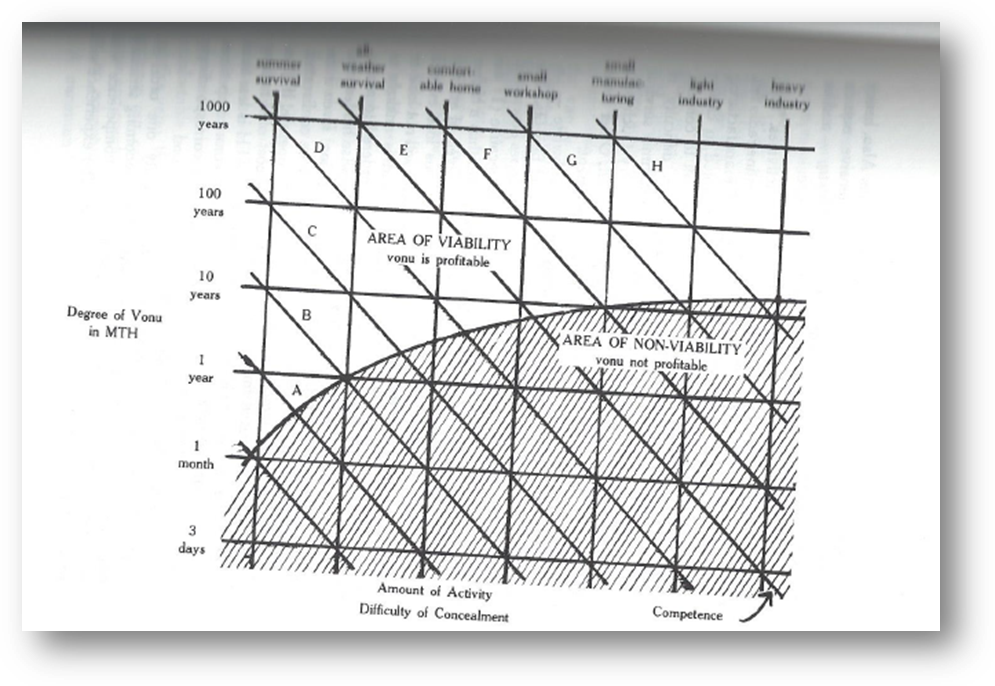 summer
survival
all
weather
survival
comfort-
able home
small
workshop
small
manufac-
turing
light
industry
heavy
industry
1000
years
D
E
F
G
H
100
years
C
AREA OF VIABILITY
vonu is profitable
10
years
B
Degree of Vonu
in MTH
AREA OF NON-VIABILITY
vonu not profitable
1
year
A
1
month
3
days
Amount of Activity
Difficulty of Concealment
Competence